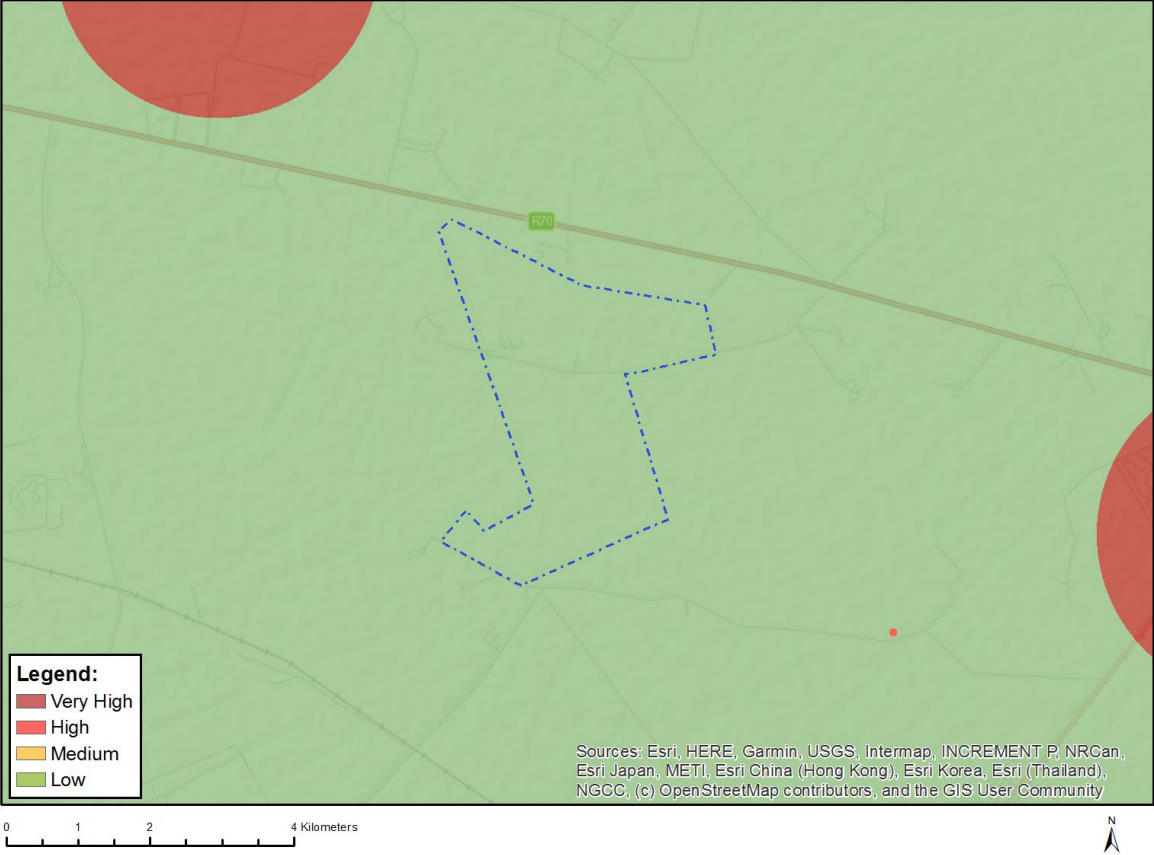 R70
Legend:
Very High
High
Medium
Low
Sources: Esri, HERE, Garmin, USGS, Intermap, INCREMENT P, NRCan,
Esri Japan, METI, Esri China (Hong Kong), Esri Korea, Esri (Thailand),
NGCC, (c) OpenStreetMap contributors, and the GIS User Community
0 1 2 4 Kilometers
N